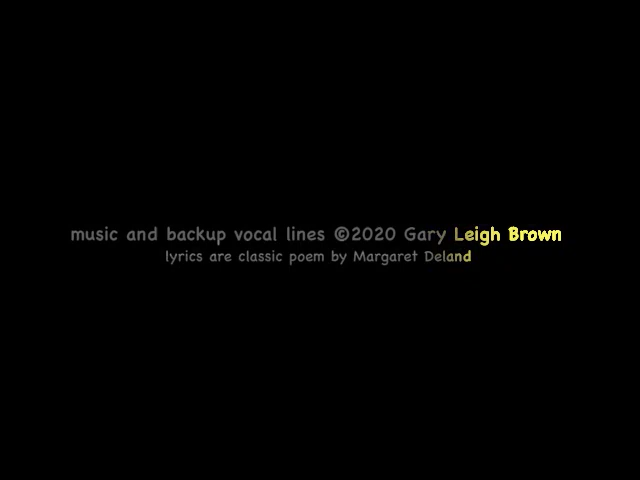 music and backup vocal lines ©2020 Gary Leigh Brown
lyrics are classic poem by Margaret Deland